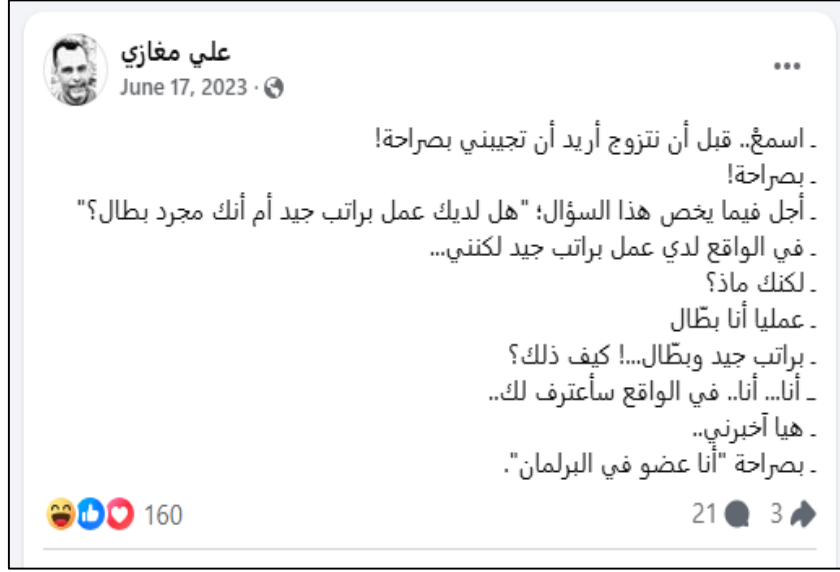 علي مغازي
June 17, 2023 ·
ـ اسمعْ.. قبل أن نتزوج أريد أن تجيبني بصراحة!
ـ بصراحة!
ـ أجل فيما يخص هذا السؤال؛ "هل لديك عمل براتب جيد أم أنك مجرد بطال؟"
ـ في الواقع لدي عمل براتب جيد لكنني...
ـ لكنك ماذ؟
ـ عمليا أنا بطّال
ـ براتب جيد وبطّال...! كيف ذلك؟
ـ أنا... أنا.. في الواقع سأعترف لك..
ـ هيا آخبرني..
ـ بصراحة "أنا عضو في البرلمان".
160
21 3